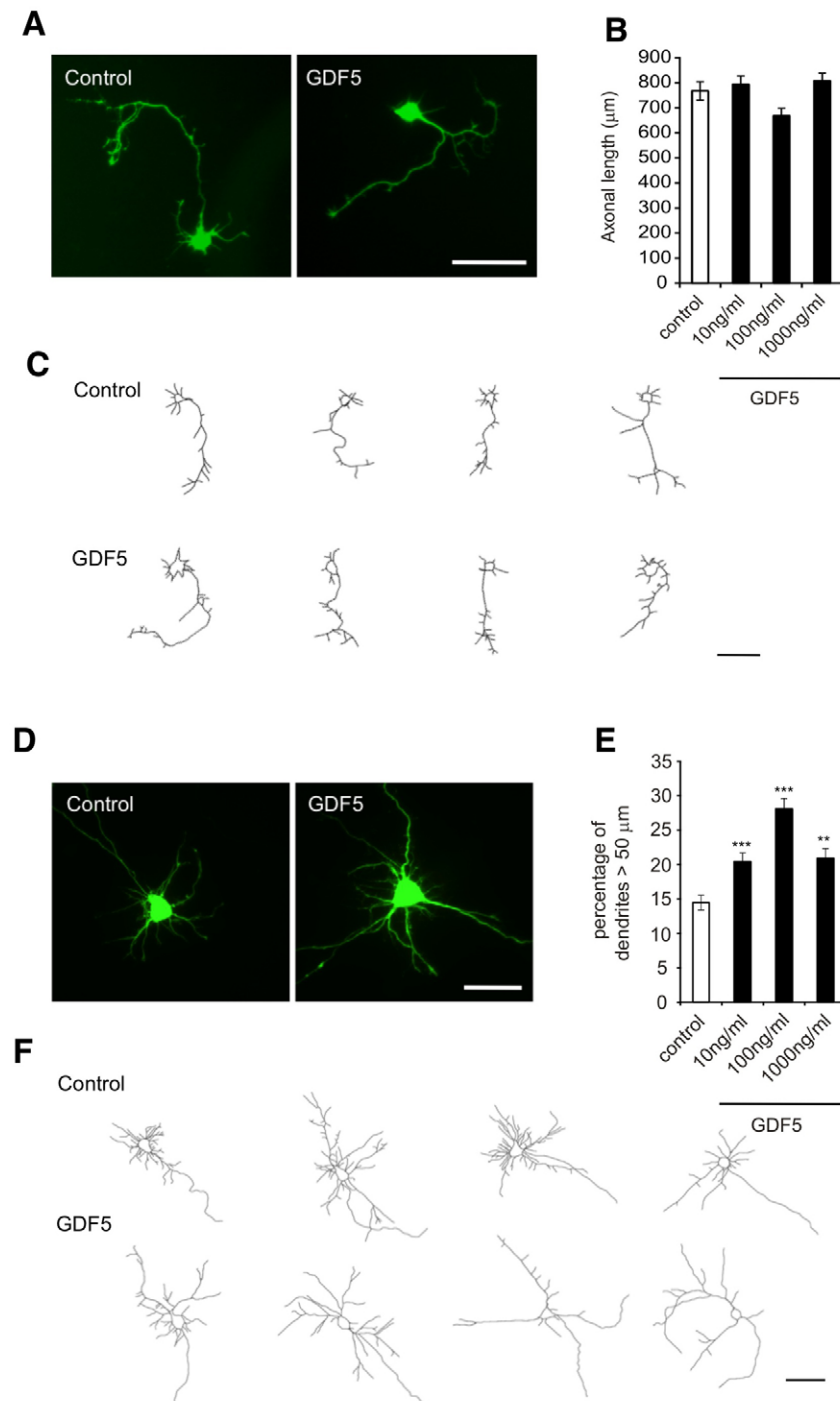 A
Control
GDF5
B
Axonal length (µm)
900
800
700
600
500
400
300
200
100
0
control
10ng/ml
100ng/ml
1000ng/ml
GDF5
C
Control
GDF5
D
Control
GDF5
E
percentage of
dendrites > 50 µm
35
30
25
20
15
10
5
0
***
***
**
control
10ng/ml
100ng/ml
1000ng/ml
GDF5
F
Control
GDF5